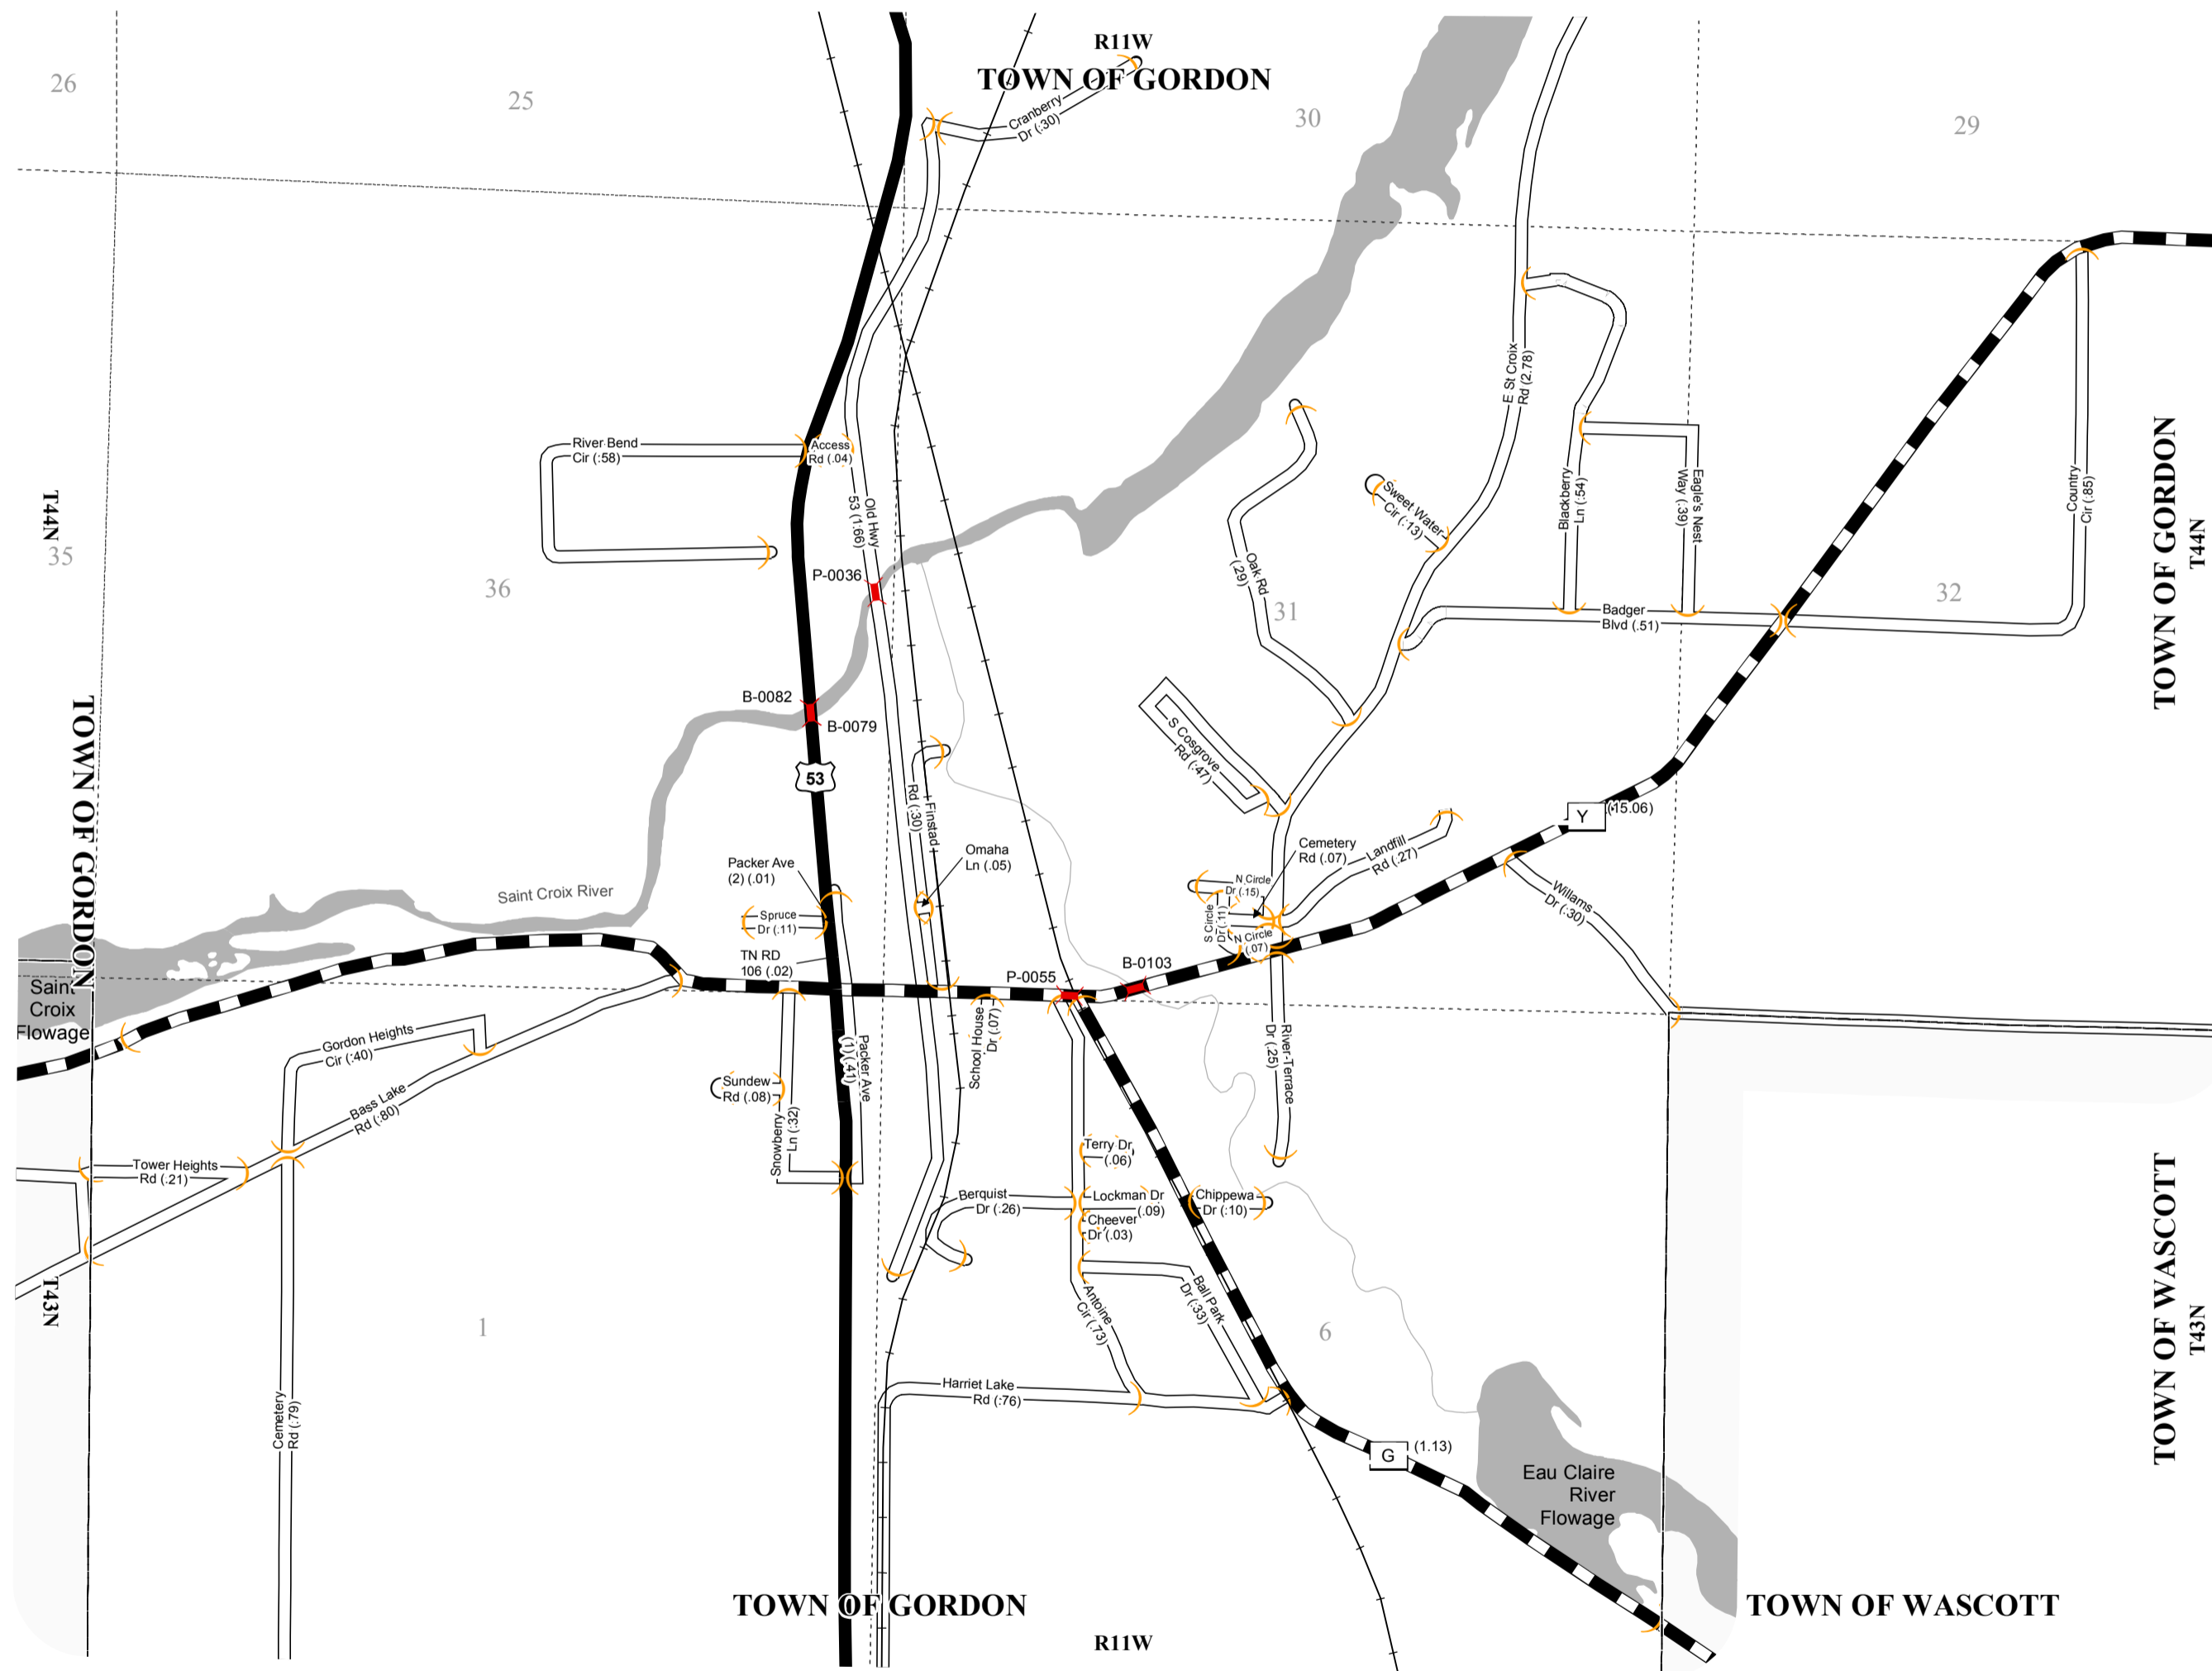 R11W
TOWN OF GORDON
26
25
30
29
Cranberry
Dr (.30)
River Bend
Cir (.58)
Access
Rd (.04)
Old Hwy
53 (1.66)
E St Croix
Rd (2.78)
Sweet Water
Cir (.13)
Blackberry
Ln (.54)
Eagle's Nest
Way (.39)
Country
Cir (.85)
TOWN OF GORDON
T44N
T44N
35
36
P-0036
Oak Rd
(.29)
31
32
Badger
Blvd (.51)
TOWN OF GORDON
B-0082
B-0079
53
S Cosgrove
Rd (.47)
Finstad
Rd (.30)
Omaha
Ln (.05)
Packer Ave
(2) (.01)
Spruce
Dr (.11)
TN RD
106 (.02)
Saint Croix River
Y
(15.06)
Cemetery
Rd (.07)
Landfill
Rd (.27)
N Circle
Dr (.15)
S Circle
Dr (.11)
N Circle
(.07)
Willams
Dr (.30)
P-0055
B-0103
Saint
Croix
Flowage
Gordon Heights
Cir (.40)
Bass Lake
Rd (.80)
Sundew
Rd (.08)
Snowberry
Ln (.32)
Packer Ave
(1) (.41)
School House
Dr (.07)
River Terrace
Dr (.25)
Tower Heights
Rd (.21)
Terry Dr
(.06)
Berquist
Dr (.26)
Lockman Dr
(.09)
Chippewa
Dr (.10)
Cheever
Dr (.03)
Antoine
Cir (.73)
Ball Park
Dr (.33)
T43N
1
6
TOWN OF WASCOTT
T43N
Harriet Lake
Rd (.76)
Cemetery
Rd (.79)
G
(1.13)
Eau Claire
River
Flowage
TOWN OF GORDON
TOWN OF WASCOTT
R11W